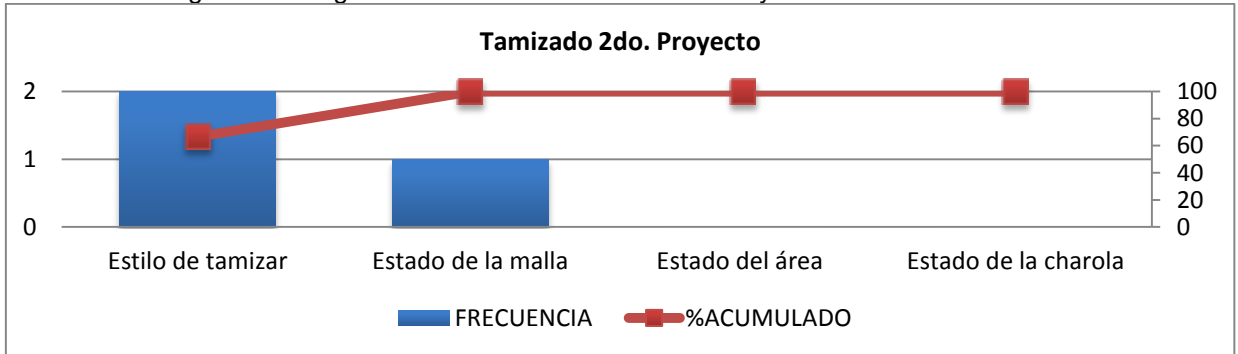 Tamizado 2do. Proyecto
2
1
0
100
80
60
40
20
0
Estilo de tamizar
Estado de la malla
Estado del área
Estado de la charola
FRECUENCIA
%ACUMULADO